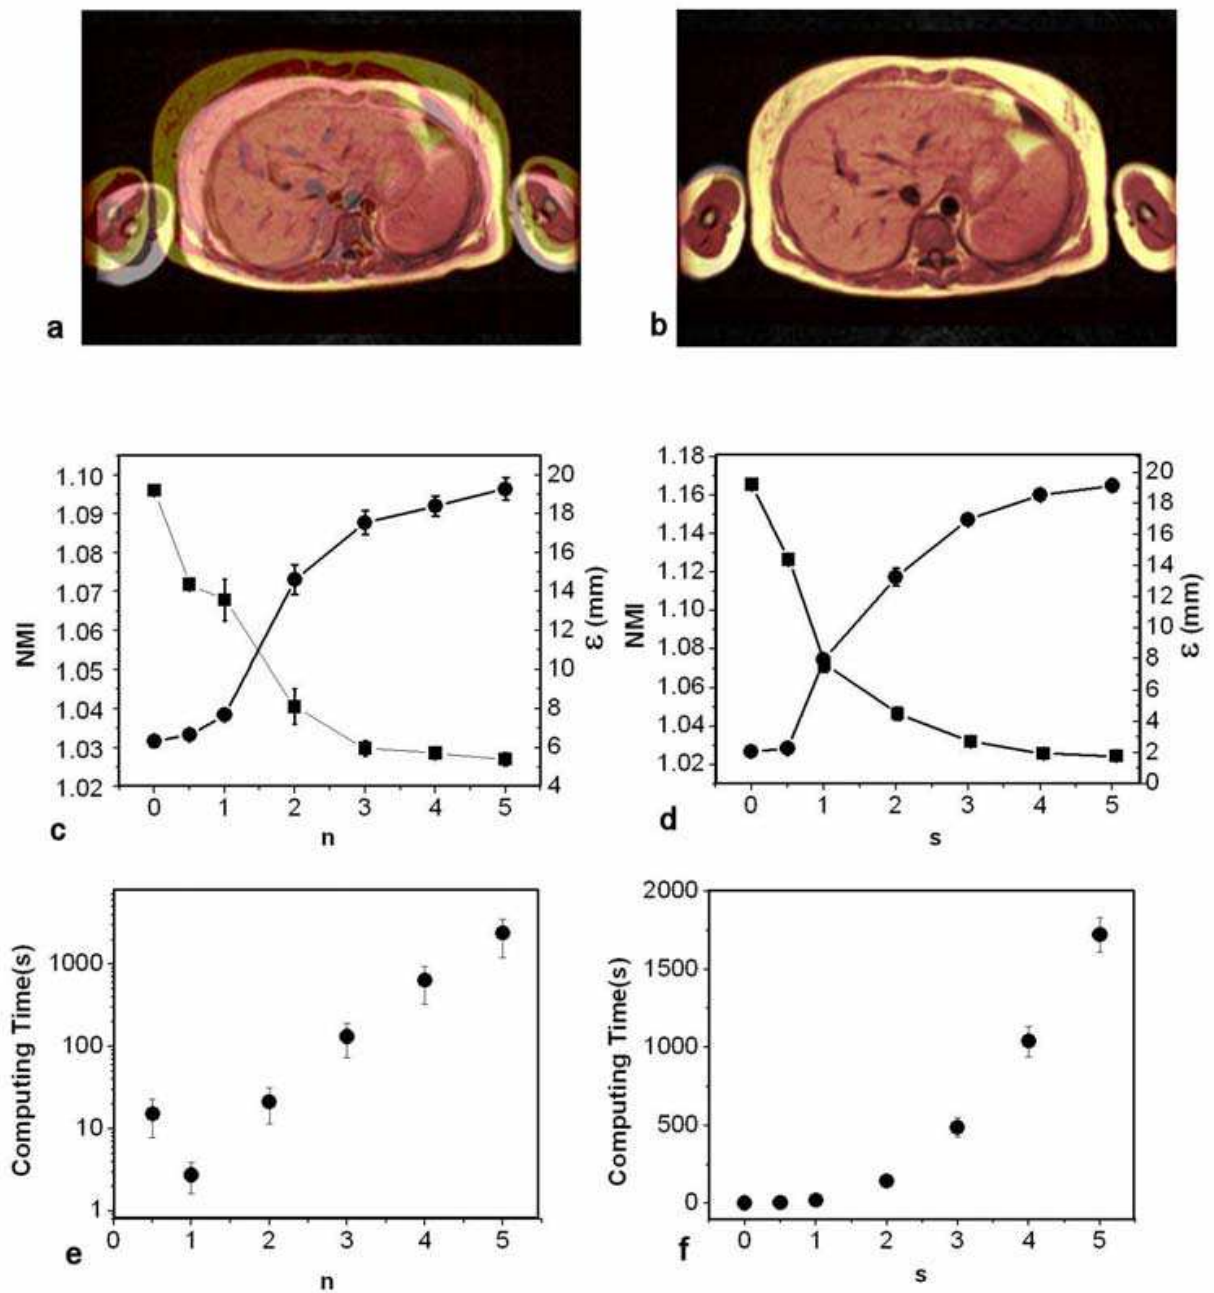 a
b
NMI
1.10
1.09
1.08
1.07
1.06
1.05
1.04
1.03
1.02
20
18
16
14
12
10
8
6
4
ε (mm)
0 1 2 3 4 5
n
c
NMI
1.18
1.16
1.14
1.12
1.10
1.08
1.06
1.04
1.02
20
18
16
14
12
10
8
6
4
2
0
ε (mm)
0 1 2 3 4 5
s
d
Computing Time(s)
1000
100
10
1
0 1 2 3 4 5
n
e
Computing Time(s)
2000
1500
1000
500
0
0 1 2 3 4 5
s
f